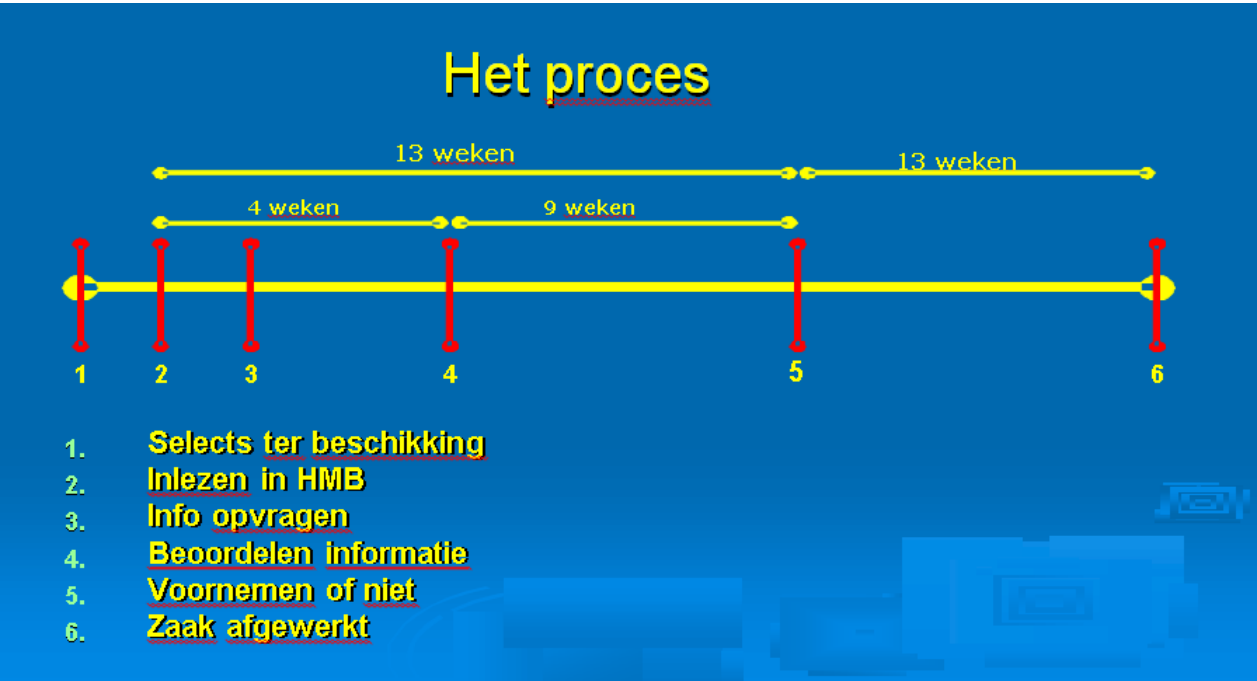 Het proces
13 weken
13 weken
4 weken
9 weken
1 2 3 4 5 6
1. Selects ter beschikking
2. Inlezen in HMB
3. Info opvragen
4. Beoordelen informatie
5. Voornemen of niet
6. Zaak afgewerkt